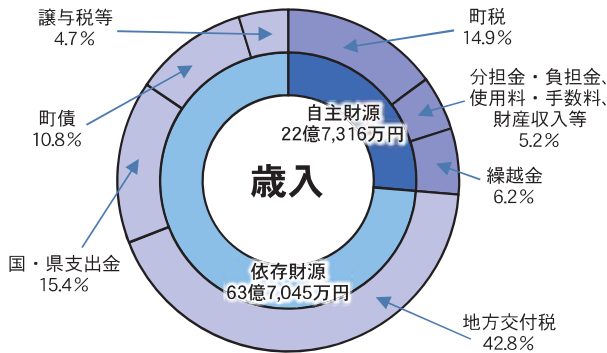 譲与税等
4.7%
町税
14.9%
分担金・負担金、
使用料・手数料、
財産収入等
5.2%
町債
10.8%
自主財源
22億7,316万円
歳入
繰越金
6.2%
国・県支出金
15.4%
依存財源
63億7,045万円
地方交付税
42.8%